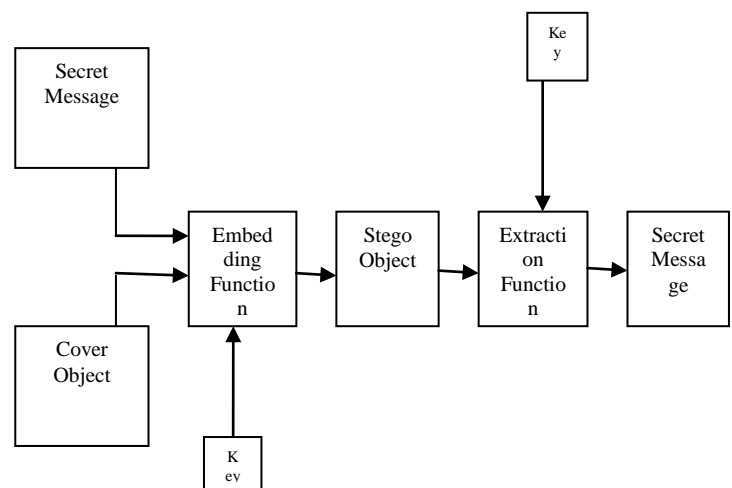 Ke
y
Secret
Message
Embed
ding
Functio
n
Stego
Object
Extracti
on
Functio
n
Secret
Messa
ge
Cover
Object
K
ey